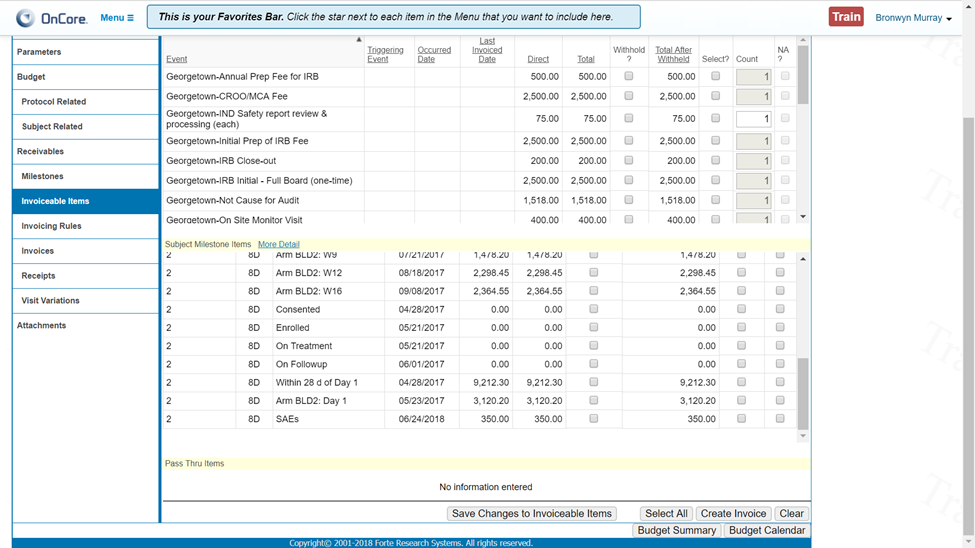 OnCore.
Menu ☰
This is your Favorites Bar. Click the star next to each item in the Menu that you want to include here.
Train
Bronwyn Murray
Parameters
Budget
Protocol Related
Subject Related
Receivables
Milestones
Invoiceable Items
Invoicing Rules
Invoices
Receipts
Visit Variations
Attachments
Event Triggering Event Occurred Date Last Invoiced Date Direct Total Withhold ? Total After Withheld Select? Count NA ?
Georgetown-Annual Prep Fee for IRB 500.00 500.00 500.00 1
Georgetown-CROO/MCA Fee 2,500.00 2,500.00 2,500.00 1
Georgetown-IND Safety report review &
processing (each) 75.00 75.00 75.00 1
Georgetown-Initial Prep of IRB Fee 2,500.00 2,500.00 2,500.00 1
Georgetown-IRB Close-out 200.00 200.00 200.00 1
Georgetown-IRB Initial - Full Board (one-time) 2,500.00 2,500.00 2,500.00 1
Georgetown-Not Cause for Audit 1,518.00 1,518.00 1,518.00 1
Georgetown-On Site Monitor Visit 400.00 400.00 400.00 1
Subject Milestone Items More Detail
2 8D Arm BLD2: W9 07/21/2017 1,478.20 1,478.20 1,478.20
2 8D Arm BLD2: W12 08/18/2017 2,298.45 2,298.45 2,298.45
2 8D Arm BLD2: W16 09/08/2017 2,364.55 2,364.55 2,364.55
2 8D Consented 04/28/2017 0.00 0.00 0.00
2 8D Enrolled 05/21/2017 0.00 0.00 0.00
2 8D On Treatment 05/21/2017 0.00 0.00 0.00
2 8D On Followup 06/01/2017 0.00 0.00 0.00
2 8D Within 28 d of Day 1 04/28/2017 9,212.30 9,212.30 9,212.30
2 8D Arm BLD2: Day 1 05/23/2017 3,120.20 3,120.20 3,120.20
2 8D SAEs 06/24/2018 350.00 350.00 350.00
Pass Thru Items
No information entered
Save Changes to Invoiceable Items Select All Create Invoice Clear
Budget Summary Budget Calendar
Copyright© 2001-2018 Forte Research Systems. All rights reserved.